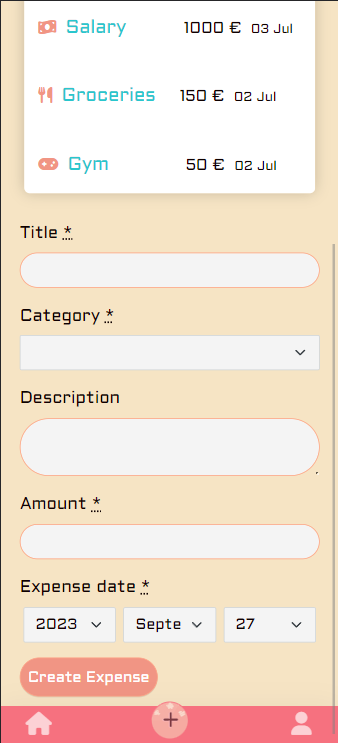 Salary 1000 € 03 Jul
Groceries 150 € 02 Jul
Gym 50 € 02 Jul
Title *
Category *
Description
Amount *
Expense date *
2023 Septe 27
Create Expense
+